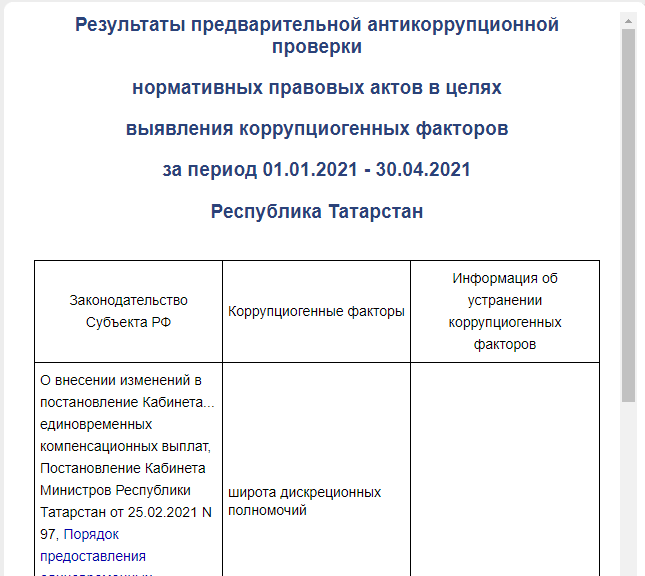 Результаты предварительной антикоррупционной
проверки
нормативных правовых актов в целях
выявления коррупциогенных факторов
за период 01.01.2021 - 30.04.2021
Республика Татарстан
Законодательство
Субъекта РФ
Коррупциогенные факторы
Информация об
устранении
коррупциогенных
факторов
О внесении изменений в
постановление Кабинета...
единовременных
компенсационных выплат,
Постановление Кабинета
Министров Республики
Татарстан от 25.02.2021 N
97, Порядок
предоставления
единовременных
широта дискреционных
полномочий